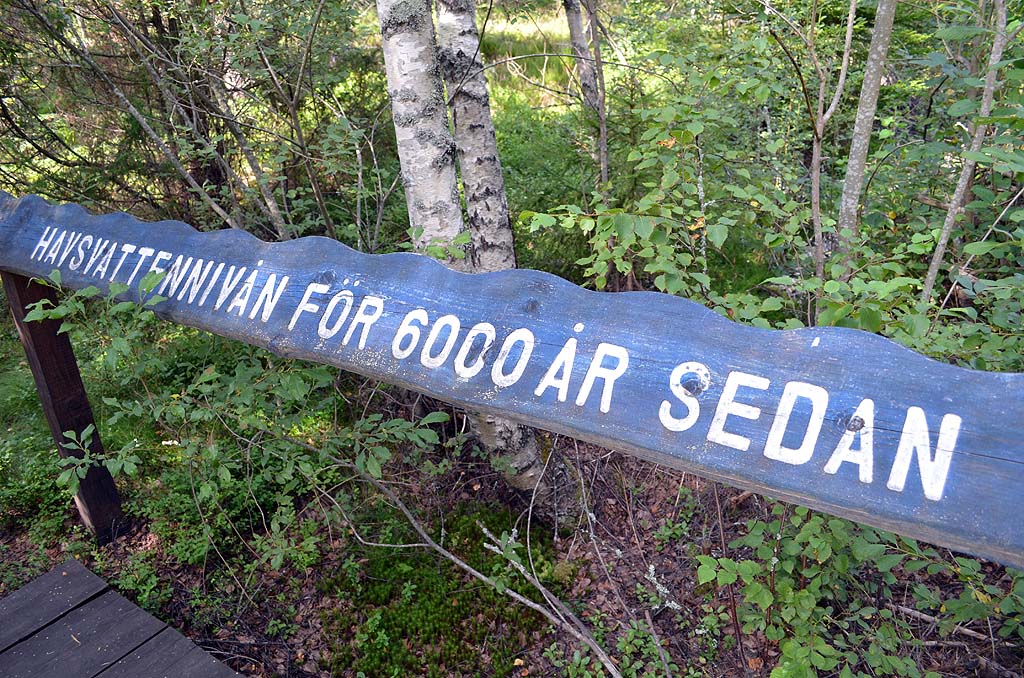 HAVSVATTENNIVÅN FÖR 6000 ÅR SEDAN